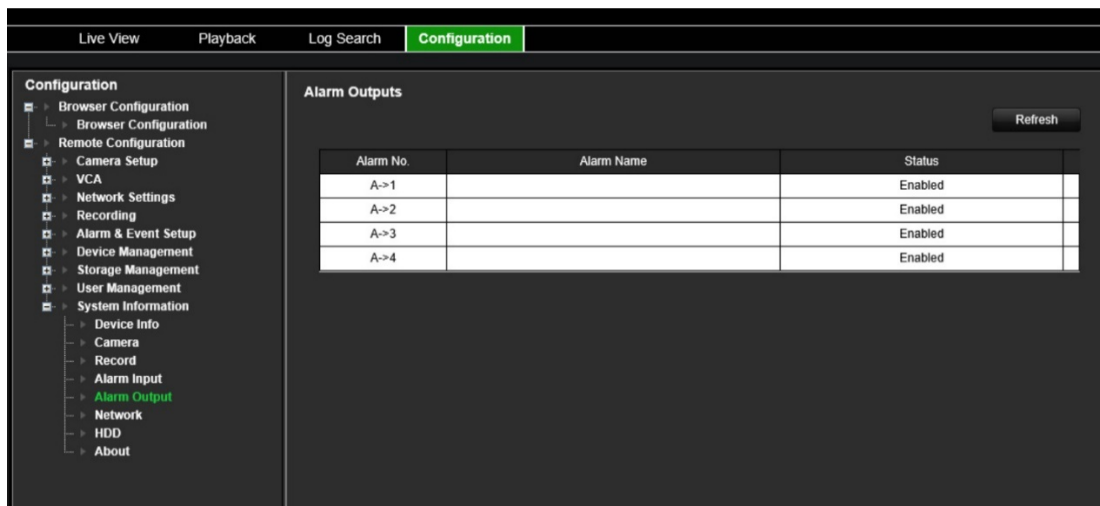 Live View Playback Log Search Configuration
Configuration
Browser Configuration
Browser Configuration
Remote Configuration
Camera Setup
VCA
Network Settings
Recording
Alarm & Event Setup
Device Management
Storage Management
User Management
System Information
Device Info
Camera
Record
Alarm Input
Alarm Output
Network
HDD
About
Alarm Outputs
Refresh
Alarm No. Alarm Name Status
A->1 Enabled
A->2 Enabled
A->3 Enabled
A->4 Enabled